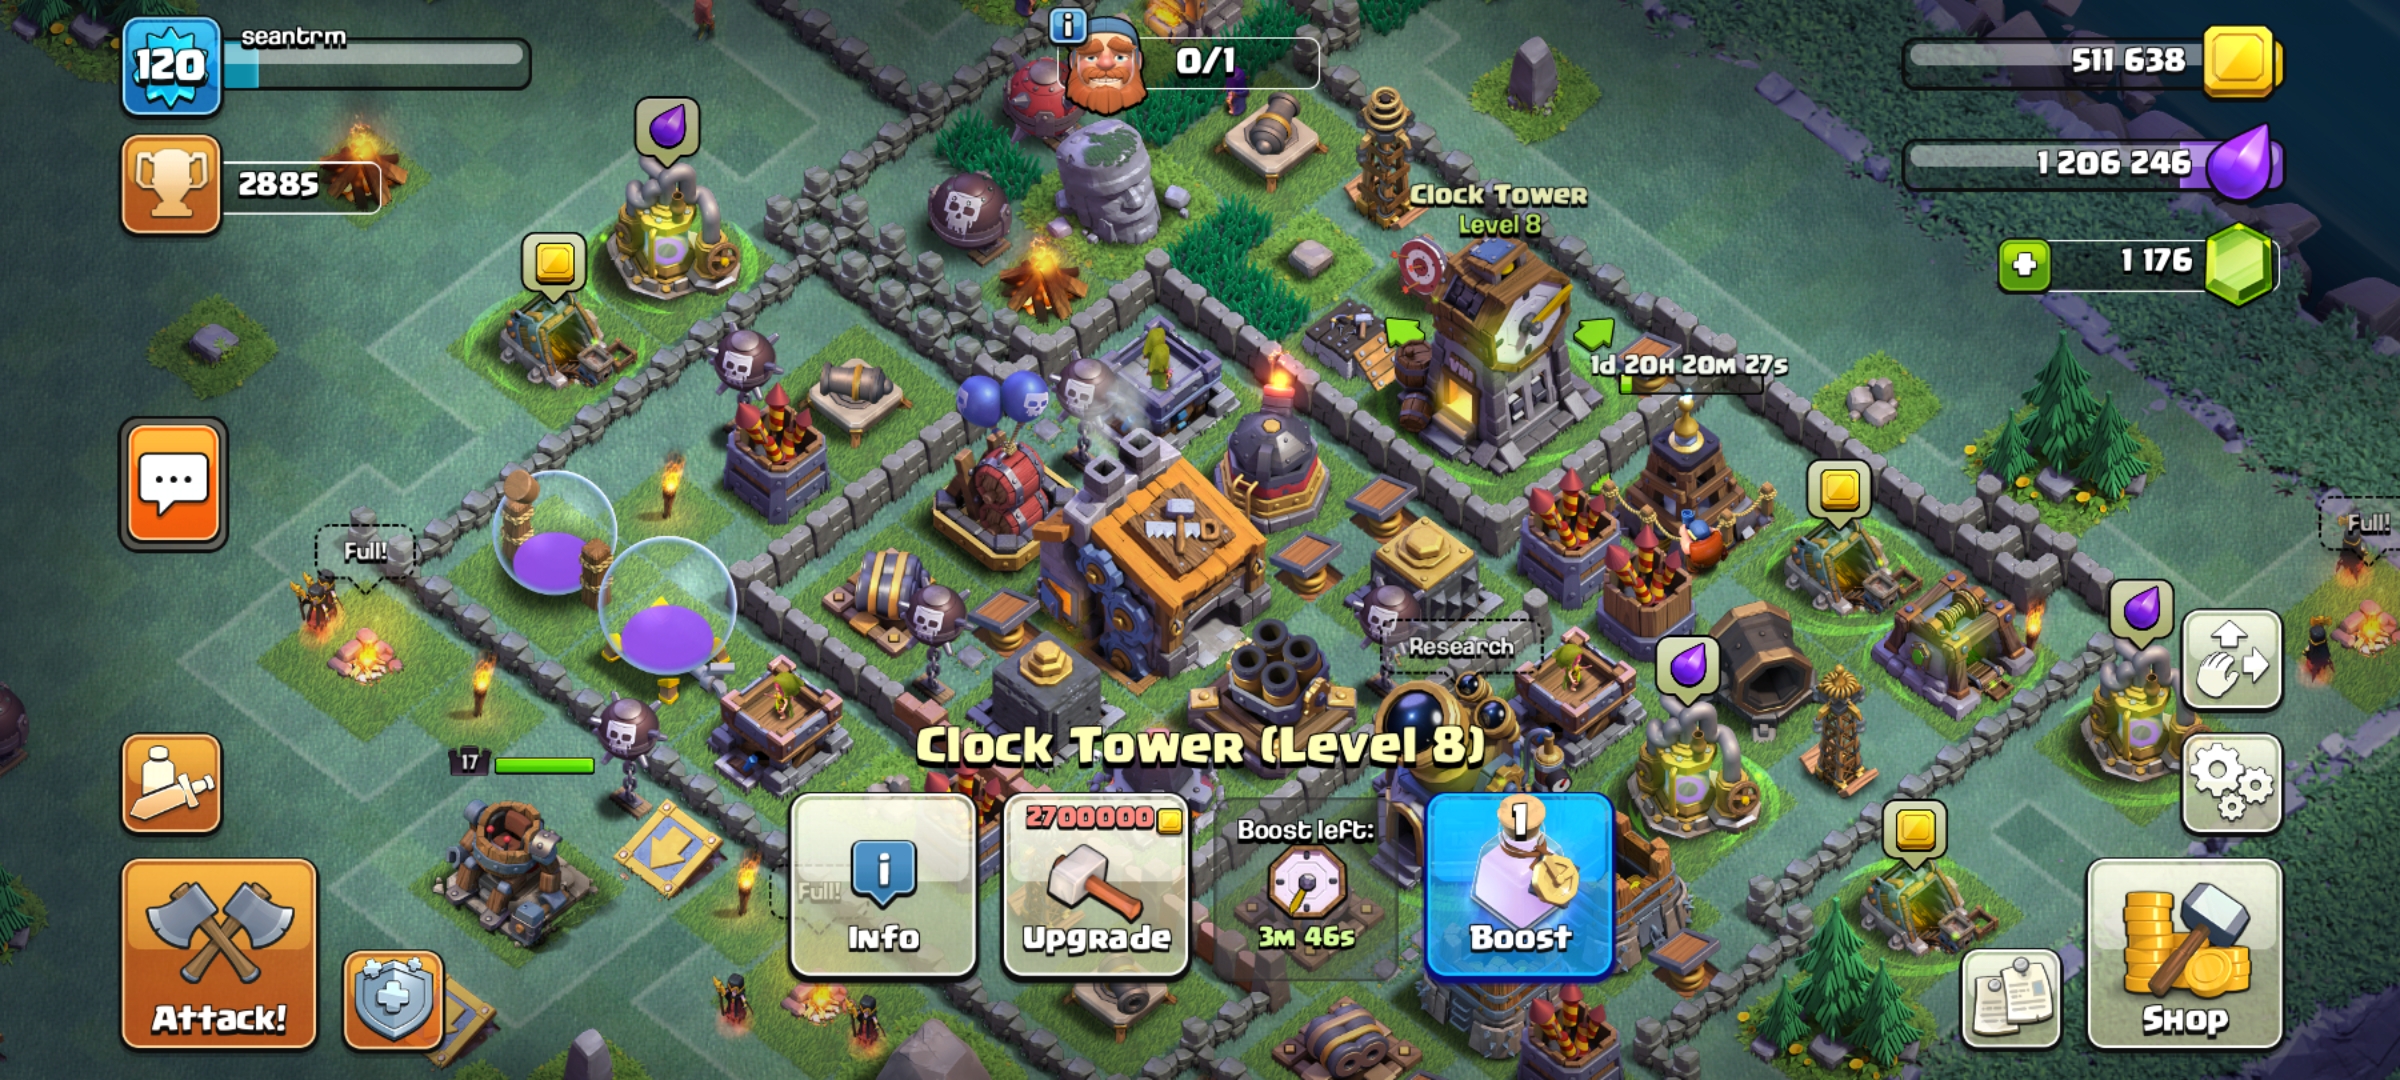 120
seantrm
0/1
511 638
2885
1 206 246
Clock Tower
Level 8
1 176
1d 20H 20M 27s
Full!
Full!
Research
Clock Tower (Level 8)
17
2700000
Boost left:
1
Full!
Info
Upgrade
3M 46s
Boost
Attack!
Shop